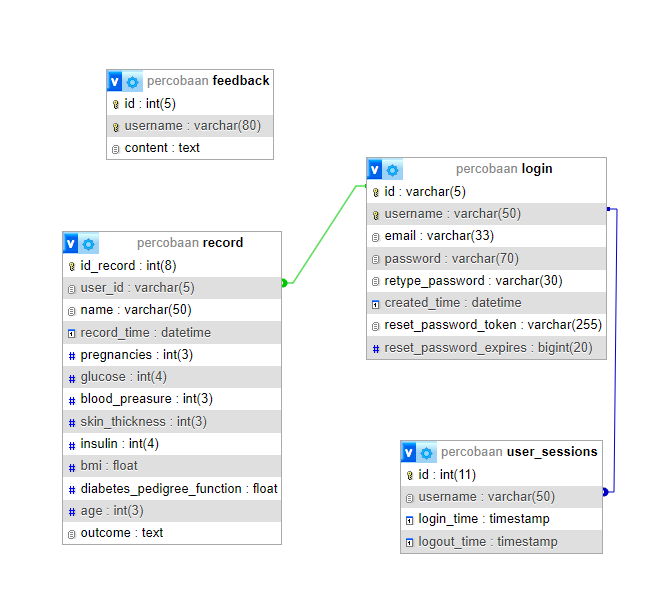 percobaan feedback
id : int(5)
username : varchar(80)
content : text
percobaan login
id : varchar(5)
username : varchar(50)
email : varchar(33)
password : varchar(70)
retype_password : varchar(30)
created_time : datetime
reset_password_token : varchar(255)
reset_password_expires : bigint(20)
percobaan record
id_record : int(8)
user_id : varchar(5)
name : varchar(50)
record_time : datetime
pregnancies : int(3)
glucose : int(4)
blood_preasure : int(3)
skin_thickness : int(3)
insulin : int(4)
bmi : float
diabetes_pedigree_function : float
age : int(3)
outcome : text
percobaan user_sessions
id : int(11)
username : varchar(50)
login_time : timestamp
logout_time : timestamp